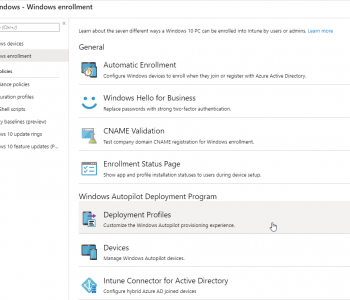 ndows - Windows enrollment
/)
ws devices
ws enrollment
olicies
iance policies
uration profiles
Shell scripts
y baselines (preview)
s 10 update rings
s 10 feature updates (P...
Learn about the seven different ways a Windows 10 PC can be enrolled into Intune by users or admins. Learn more
General
Automatic Enrollment
Configure Windows devices to enroll when they join or register with Azure Active Directory.
Windows Hello for Business
Replace passwords with strong two-factor authentication.
CNAME Validation
Test company domain CNAME registration for Windows enrollment.
Enrollment Status Page
Show app and profile installation statuses to users during device setup.
Windows Autopilot Deployment Program
Deployment Profiles
Customize the Windows Autopilot provisioning experience.
Devices
Manage Windows Autopilot devices.
Intune Connector for Active Directory
Configure hybrid Azure AD joined devices